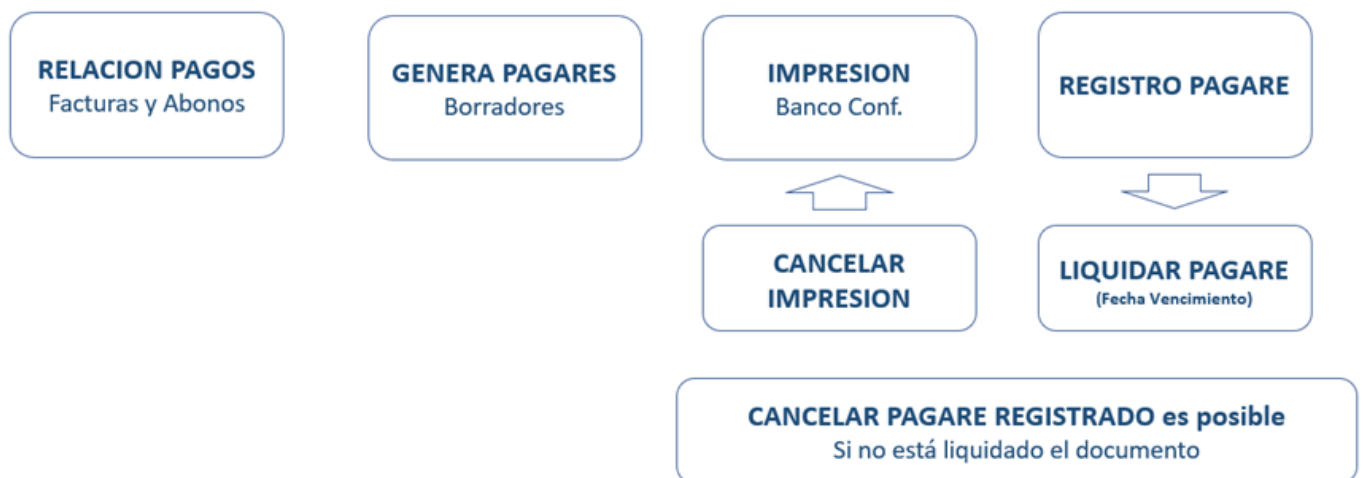 RELACION PAGOS
Facturas y Abonos
GENERA PAGARES
Borradores
IMPRESION
Banco Conf.
REGISTRO PAGARE
CANCELAR
IMPRESION
LIQUIDAR PAGARE
(Fecha Vencimiento)
CANCELAR PAGARE REGISTRADO es posible
Si no está liquidado el documento